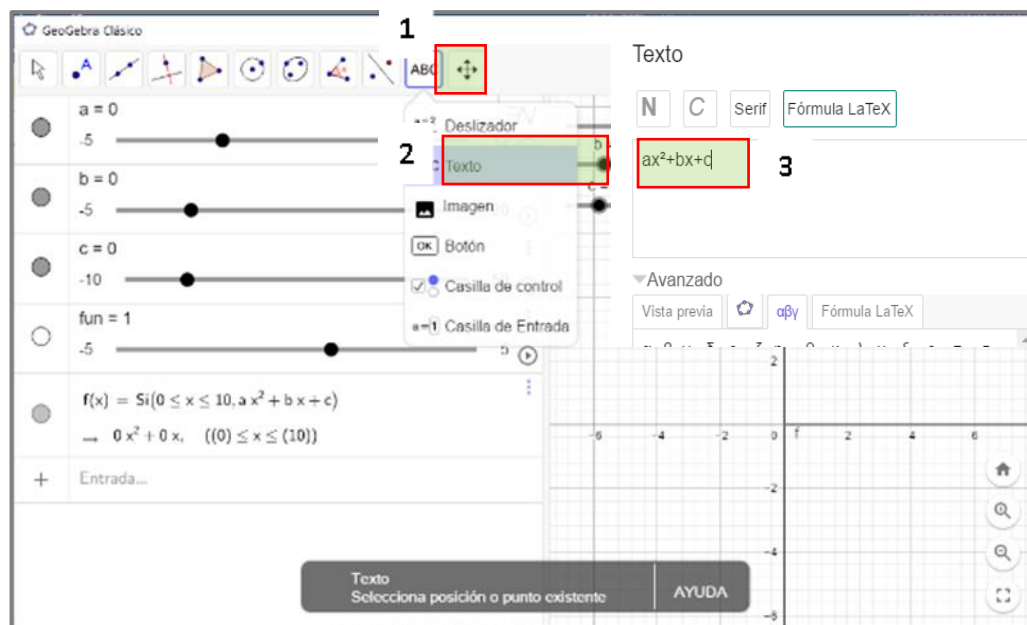 1
GeoGebra Clásico
ABC
a = 0
-5
b = 0
-5
c = 0
-10
fun = 1
-5
5
f(x) = Si(0 ≤ x ≤ 10, a x² + b x + c)
→ 0 x² + 0 x, ((0) ≤ x ≤ (10))
+ Entrada...
Deslizador
2
Texto
Imagen
OK Botón
Casilla de control
a=1 Casilla de Entrada
b =
c =
Texto
N C Serif Fórmula LaTeX
ax²+bx+c
3
Avanzado
Vista previa αβγ Fórmula LaTeX
2
-6 -4 -2 0 f 2 4 6
-2
-4
-6
Texto
Selecciona posición o punto existente
AYUDA